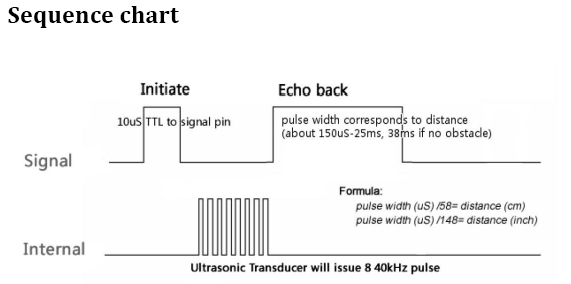 Sequence chart
Initiate
Echo back
10uS TTL to signal pin
pulse width corresponds to distance
(about 150uS-25ms, 38ms if no obstacle)
Signal
Formula:
pulse width (uS) /58= distance (cm)
pulse width (uS) /148= distance (inch)
Internal
Ultrasonic Transducer will issue 8 40kHz pulse